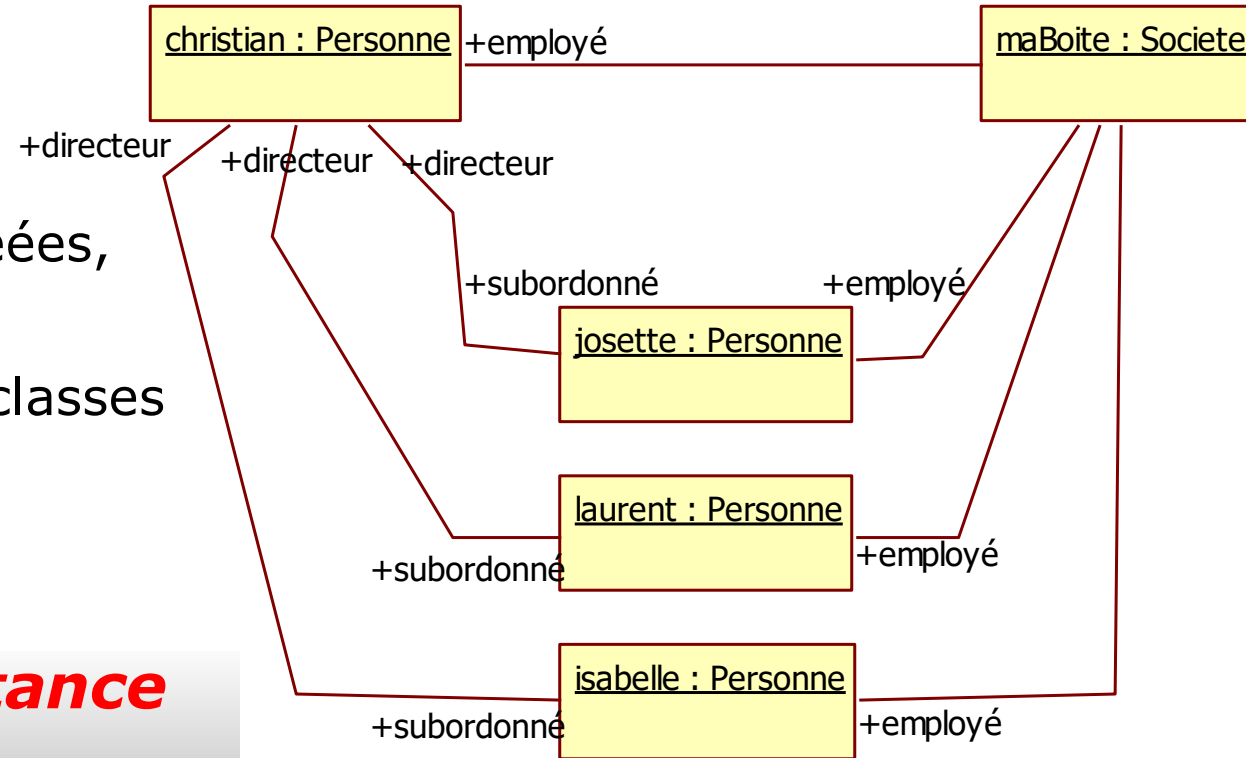 christian : Personne
+employé
maBoite : Societe
+directeur
+directeur
+directeur
éées,
+subordonné
+employé
josette : Personne
classes
laurent : Personne
+subordonné
+employé
tance
isabelle : Personne
+subordonné
+employé